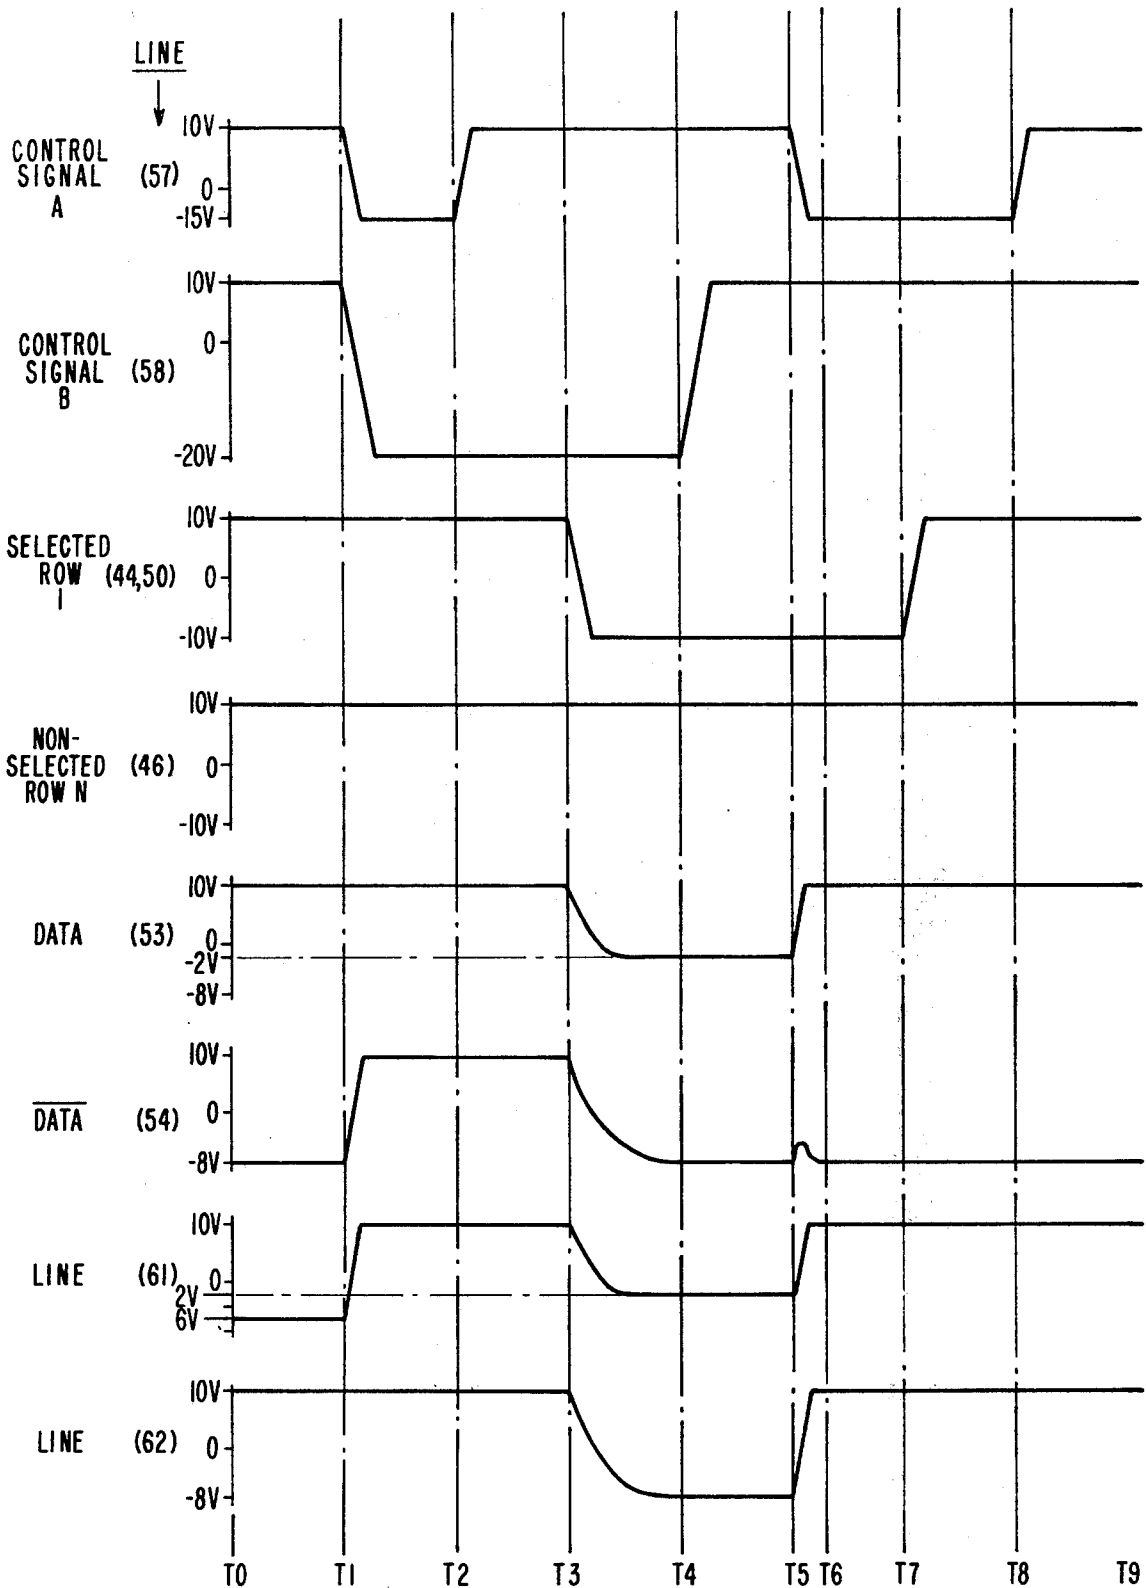 LINE
CONTROL
SIGNAL (57)
A
10V
0
-15V
CONTROL
SIGNAL (58)
B
10V
0
-20V
SELECTED
ROW (44,50)
1
10V
0
-10V
NON-
SELECTED (46)
ROW N
10V
0
-10V
DATA (53)
10V
0
-2V
-8V
DATA (54)
10V
0
-8V
LINE (61)
10V
0
2V
6V
LINE (62)
10V
0
-8V
T0 T1 T2 T3 T4 T5 T6 T7 T8 T9